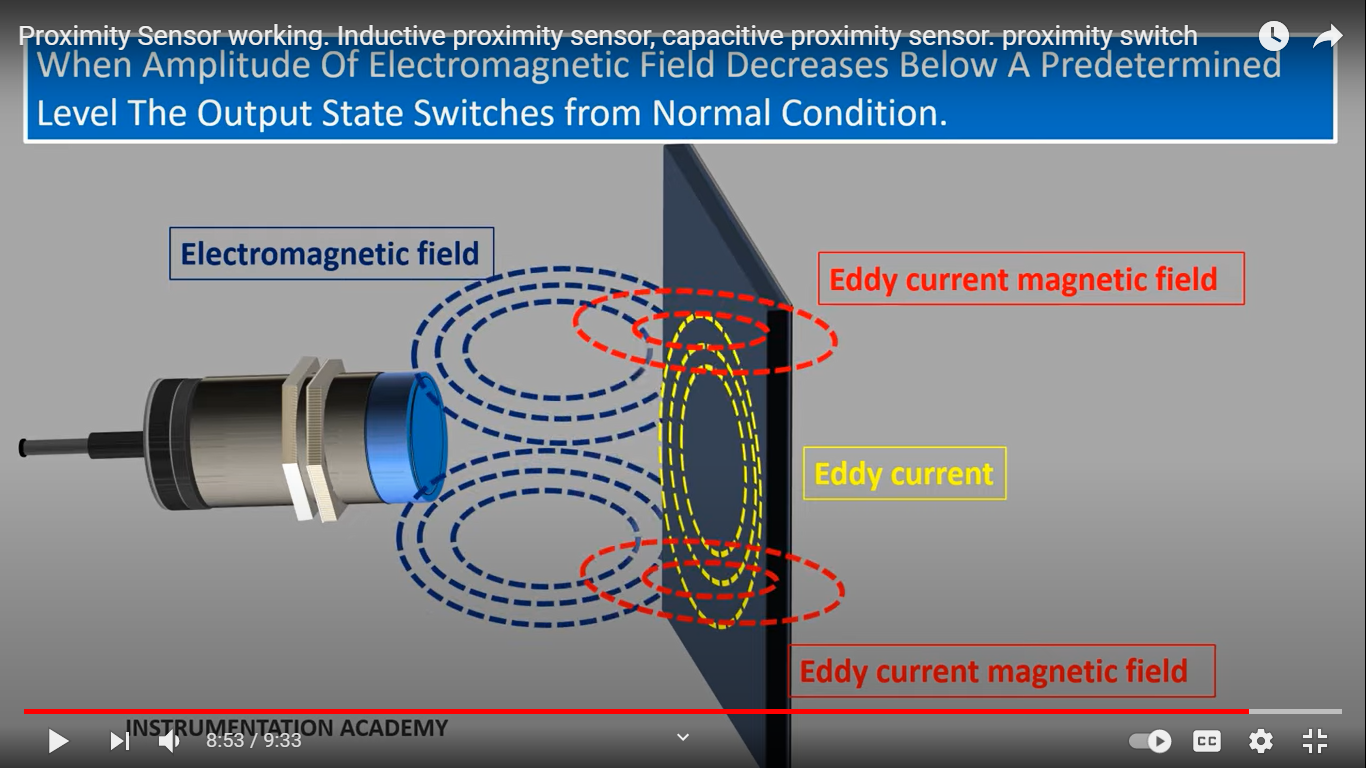 Proximity Sensor working. Inductive proximity sensor, capacitive proximity sensor. proximity switch
When Amplitude Of Electromagnetic Field Decreases Below A Predetermined
Level The Output State Switches from Normal Condition.
Electromagnetic field
Eddy current magnetic field
Eddy current
Eddy current magnetic field
INSTRUMENTATION ACADEMY
8:53 / 9:33
CC